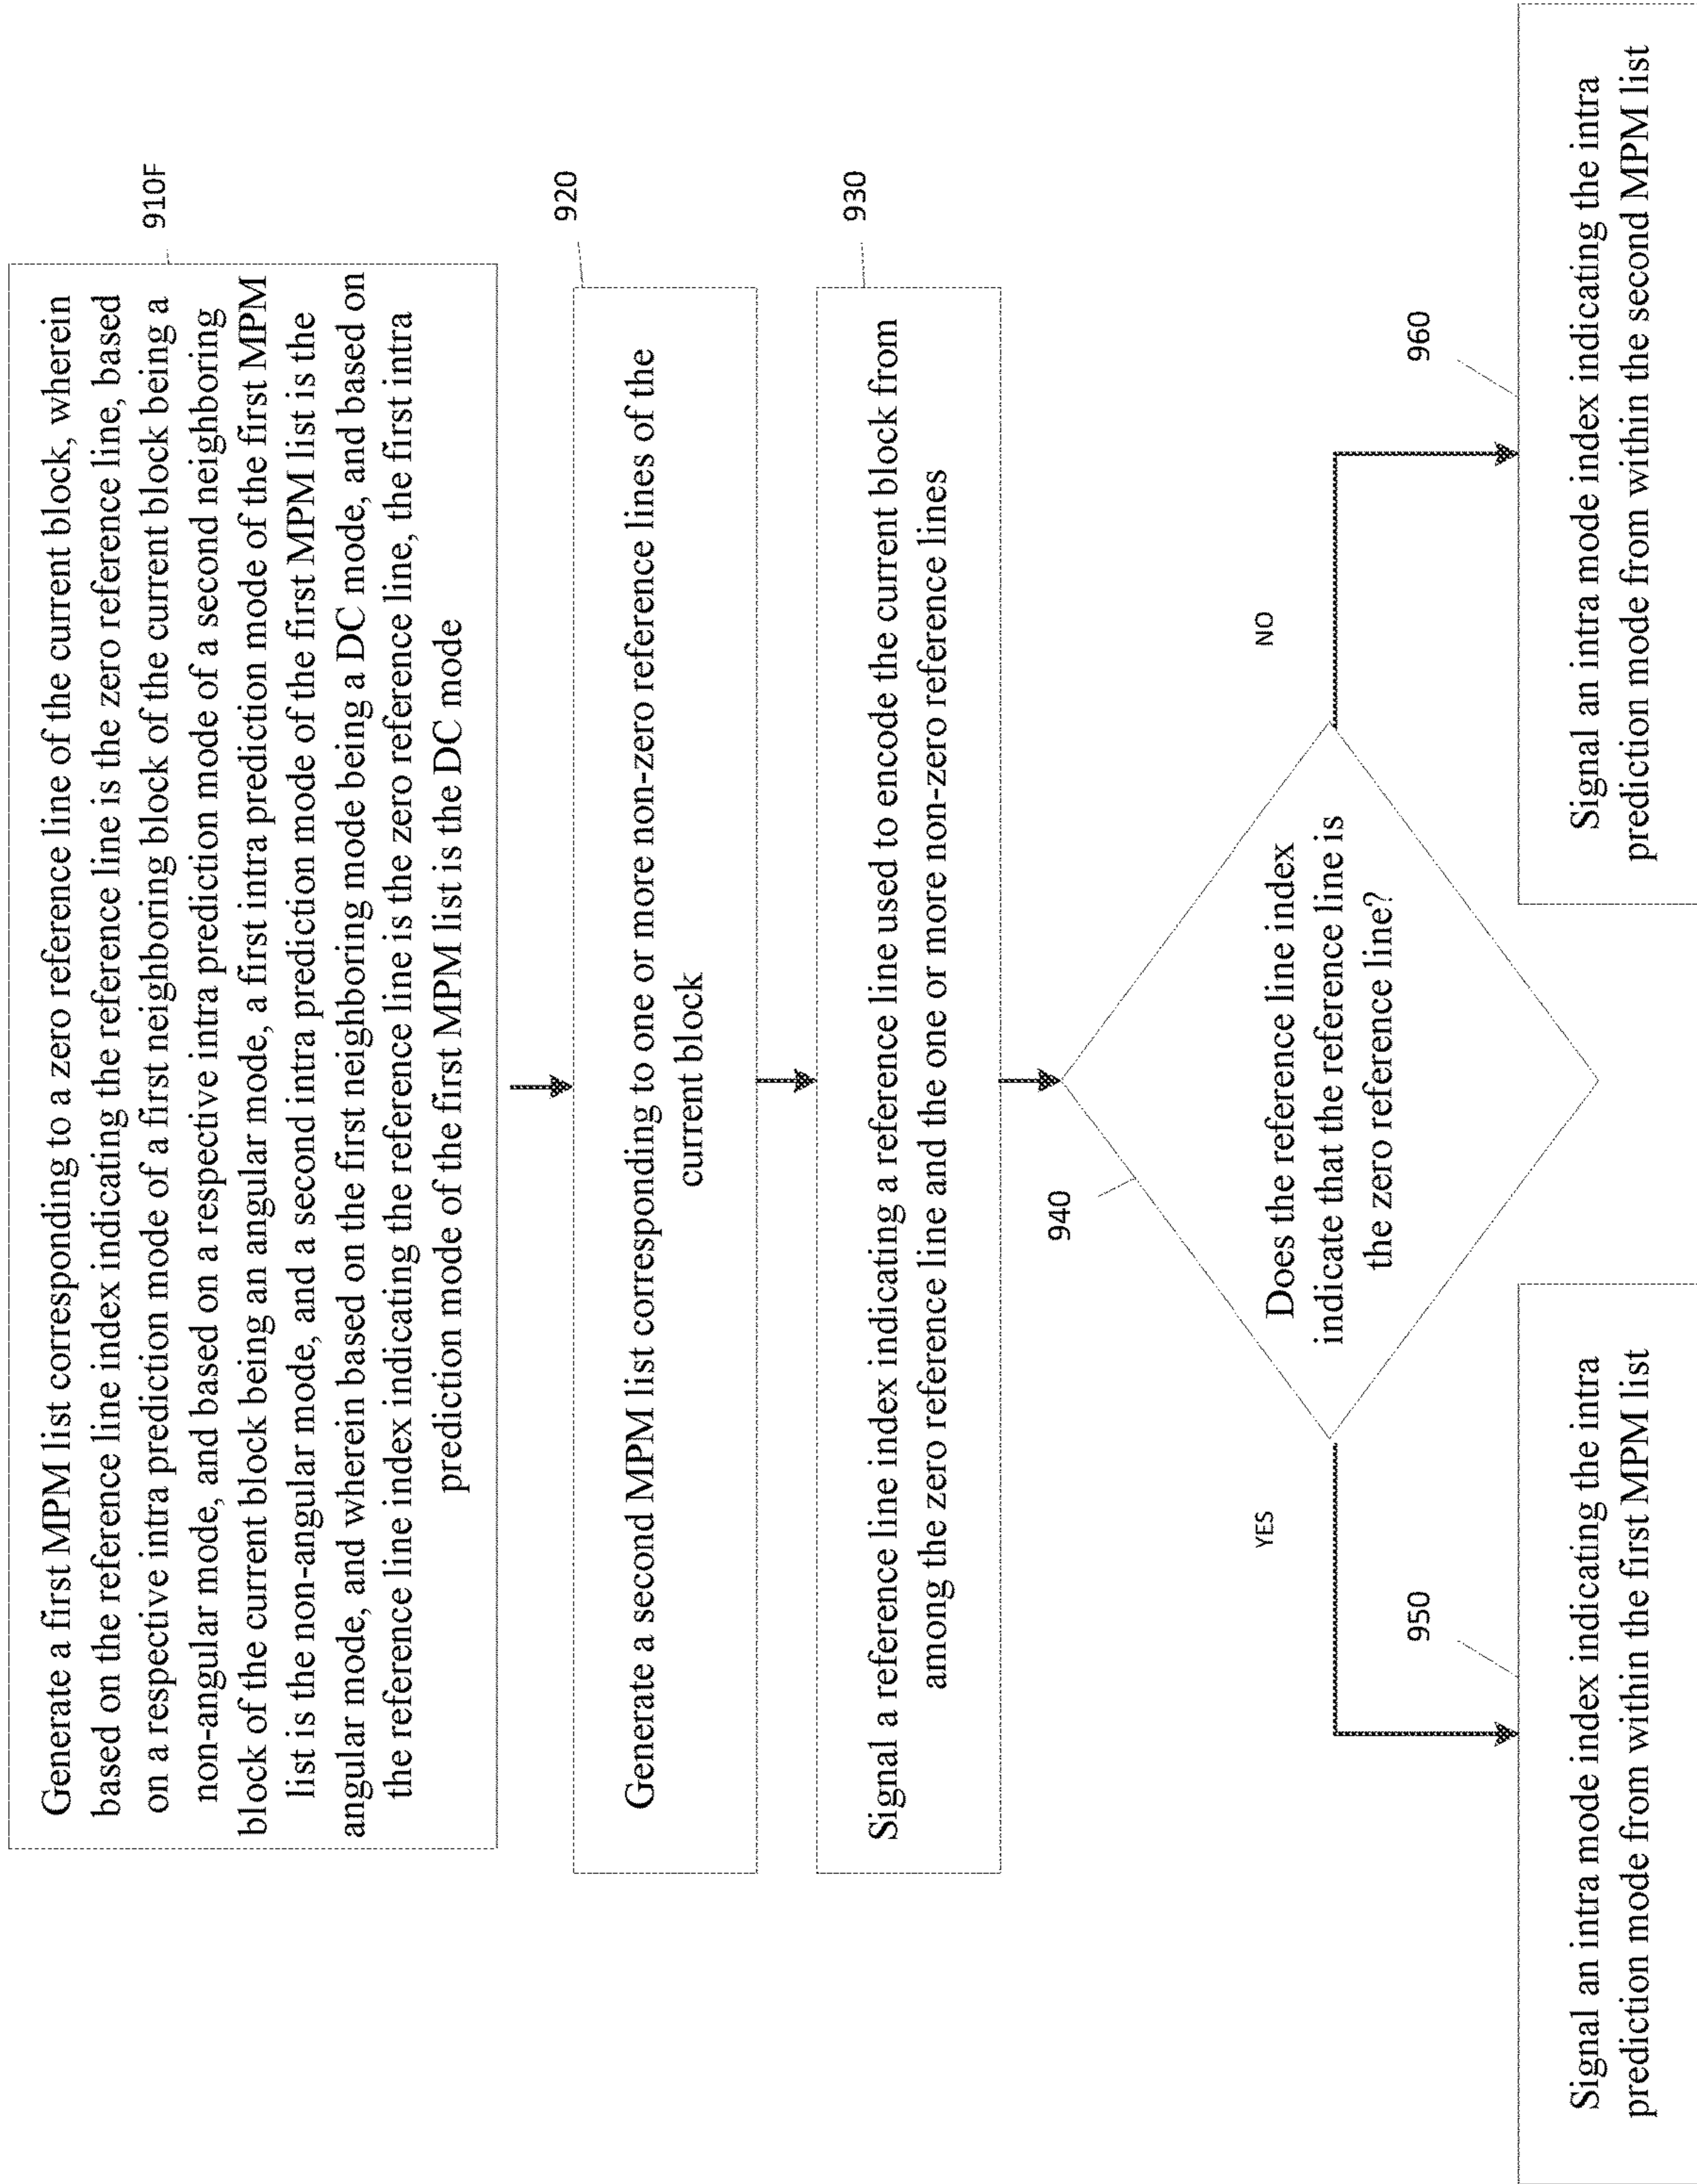 Generate a first MPM list corresponding to a zero reference line of the current block, wherein
based on the reference line index indicating the reference line is the zero reference line, based
on a respective intra prediction mode of a first neighboring block of the current block being a
non-angular mode, and based on a respective intra prediction mode of a second neighboring
block of the current block being an angular mode, a first intra prediction mode of the first MPM
list is the non-angular mode, and a second intra prediction mode of the first MPM list is the
angular mode, and wherein based on the first neighboring mode being a DC mode, and based on
the reference line index indicating the reference line is the zero reference line, the first intra
prediction mode of the first MPM list is the DC mode
910F
Generate a second MPM list corresponding to one or more non-zero reference lines of the
current block
920
Signal a reference line index indicating a reference line used to encode the current block from
among the zero reference line and the one or more non-zero reference lines
930
940
Does the reference line index
indicate that the reference line is
the zero reference line?
YES
NO
950
Signal an intra mode index indicating the intra
prediction mode from within the first MPM list
960
Signal an intra mode index indicating the intra
prediction mode from within the second MPM list